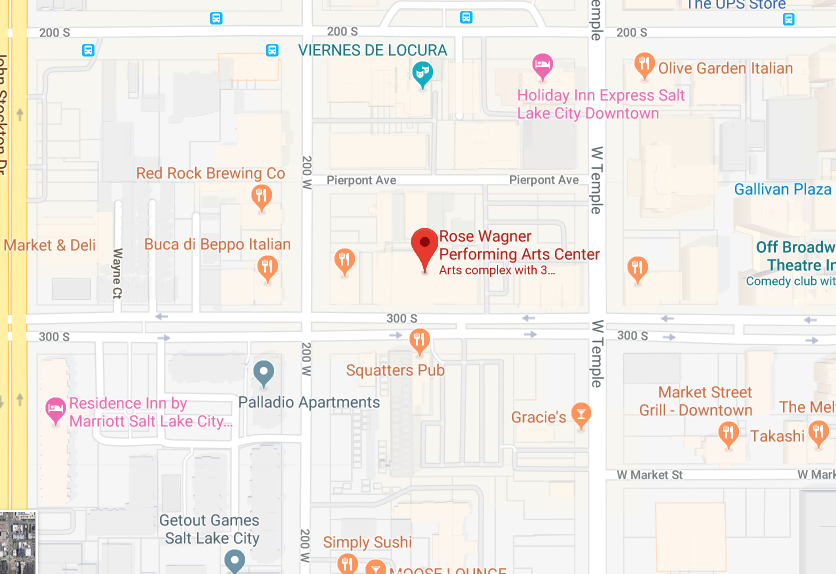 The UPS Store
Temple
200 S
200 S
200 S
VIERNES DE LOCURA
Olive Garden Italian
Holiday Inn Express Salt
Lake City Downtown
John Stockton Dr
200 W
W Temple
Red Rock Brewing Co
Pierpont Ave
Pierpont Ave
Gallivan Plaza
Market & Deli
Buca di Beppo Italian
Wayne Ct
Rose Wagner
Performing Arts Center
Arts complex with 3...
Off Broadw
Theatre In
Comedy club wit
300 S
300 S
300 S
200 W
W Temple
Squatters Pub
Palladio Apartments
Residence Inn by
Marriott Salt Lake City...
Gracie's
Market Street
Grill - Downtown
The Mel
Takashi
W Market St
W Mark
Getout Games
Salt Lake City
200 W
Simply Sushi
MOOSE LOUNGE